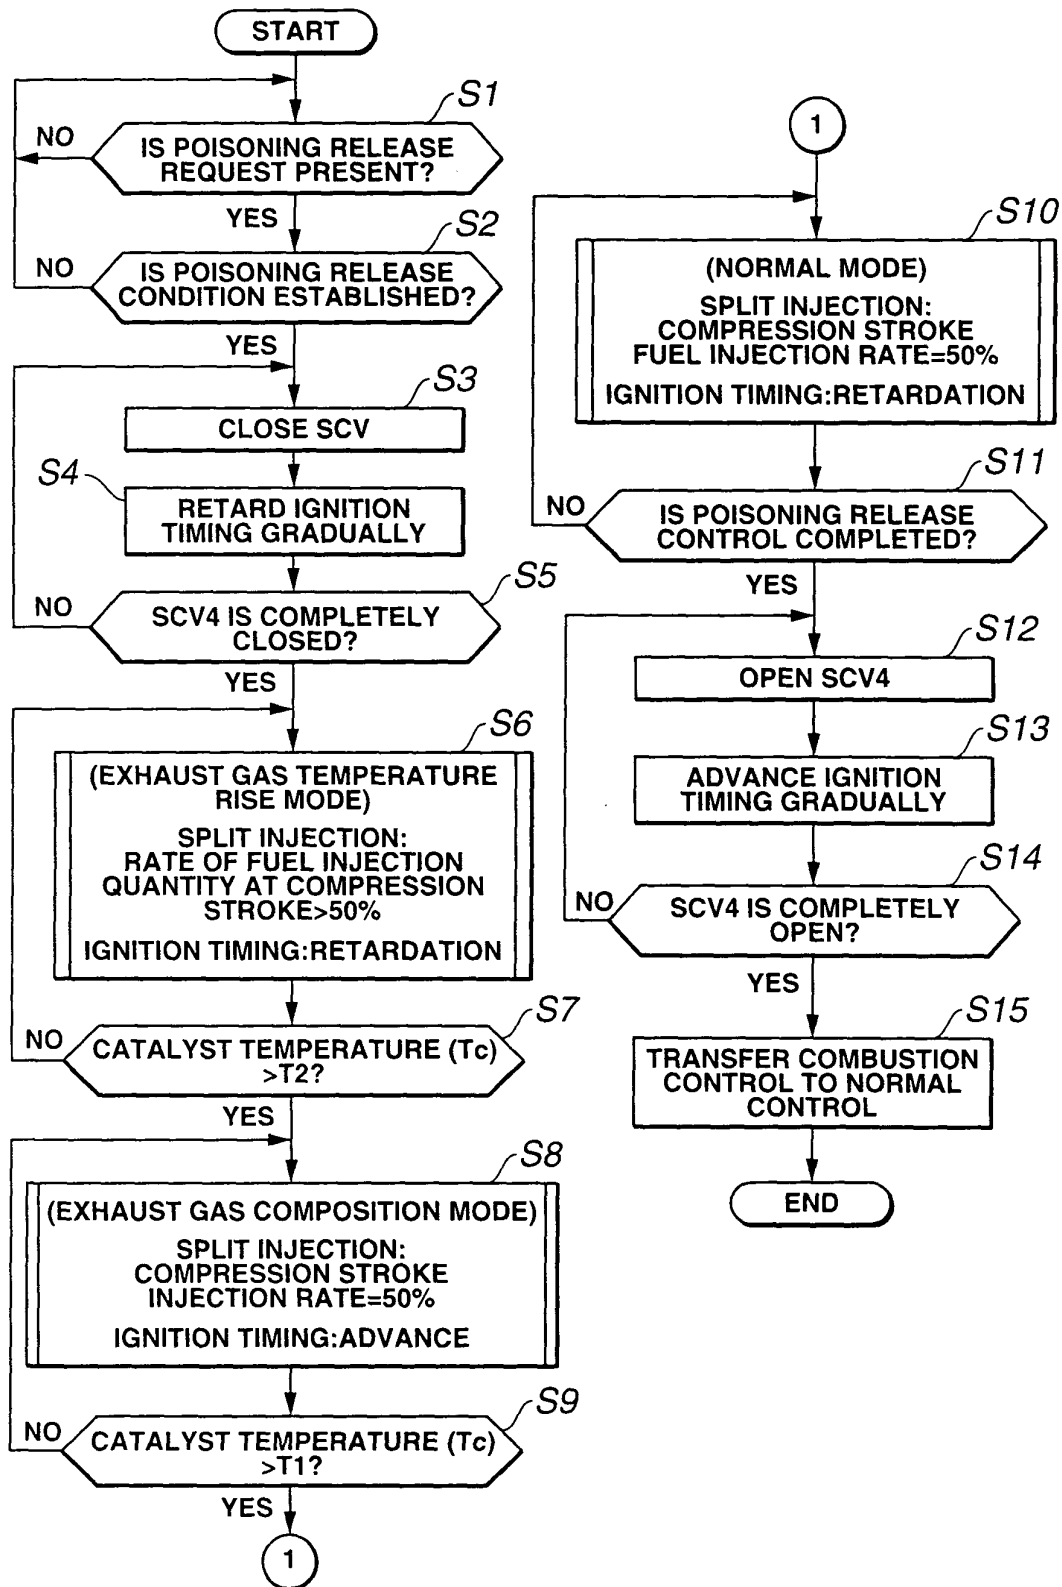 START
S1
NO
IS POISONING RELEASE
REQUEST PRESENT?
YES
S2
NO
IS POISONING RELEASE
CONDITION ESTABLISHED?
YES
S3
CLOSE SCV
S4
RETARD IGNITION
TIMING GRADUALLY
S5
NO
SCV4 IS COMPLETELY
CLOSED?
YES
S6
(EXHAUST GAS TEMPERATURE
RISE MODE)
SPLIT INJECTION:
RATE OF FUEL INJECTION
QUANTITY AT COMPRESSION
STROKE>50%
IGNITION TIMING:RETARDATION
S7
NO
CATALYST TEMPERATURE (Tc)
>T2?
YES
S8
(EXHAUST GAS COMPOSITION MODE)
SPLIT INJECTION:
COMPRESSION STROKE
INJECTION RATE=50%
IGNITION TIMING:ADVANCE
S9
NO
CATALYST TEMPERATURE (Tc)
>T1?
YES
1
1
S10
(NORMAL MODE)
SPLIT INJECTION:
COMPRESSION STROKE
FUEL INJECTION RATE=50%
IGNITION TIMING:RETARDATION
S11
NO
IS POISONING RELEASE
CONTROL COMPLETED?
YES
S12
OPEN SCV4
S13
ADVANCE IGNITION
TIMING GRADUALLY
S14
NO
SCV4 IS COMPLETELY
OPEN?
YES
S15
TRANSFER COMBUSTION
CONTROL TO NORMAL
CONTROL
END